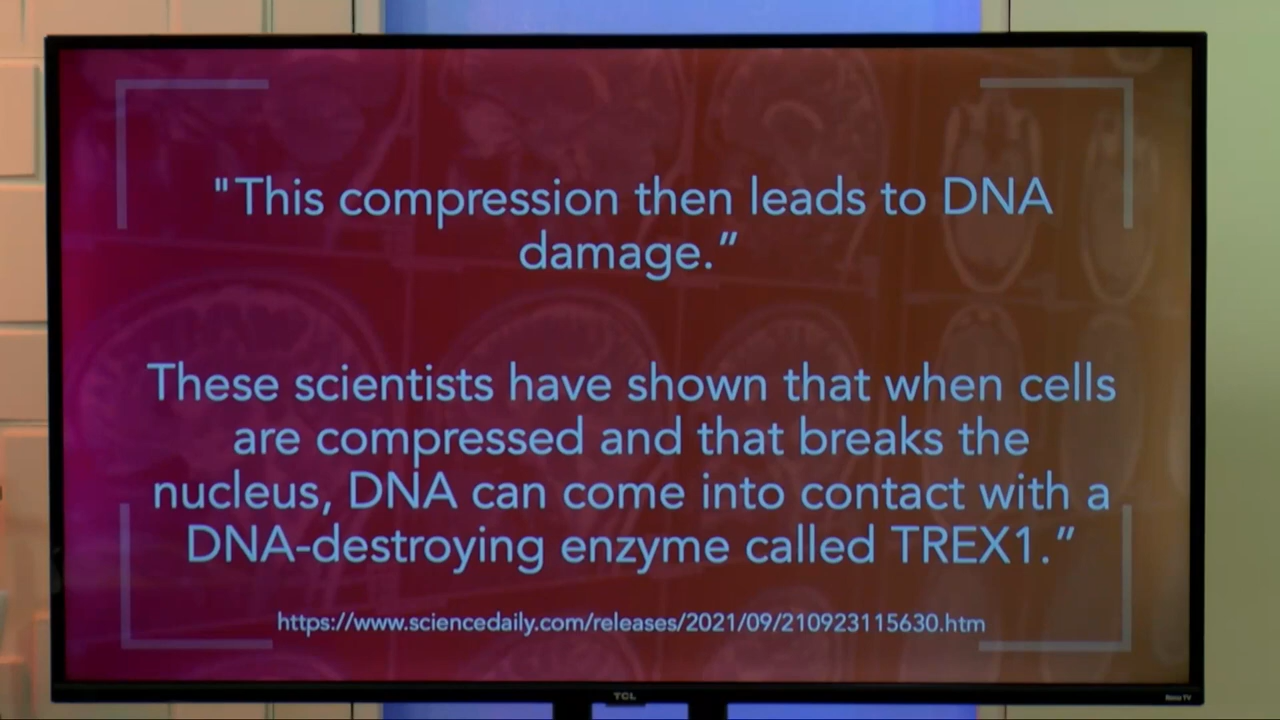 "This compression then leads to DNA
damage.”
These scientists have shown that when cells
are compressed and that breaks the
nucleus, DNA can come into contact with a
DNA-destroying enzyme called TREX1.”
https://www.sciencedaily.com/releases/2021/09/210923115630.htm
TCL
Roku TV